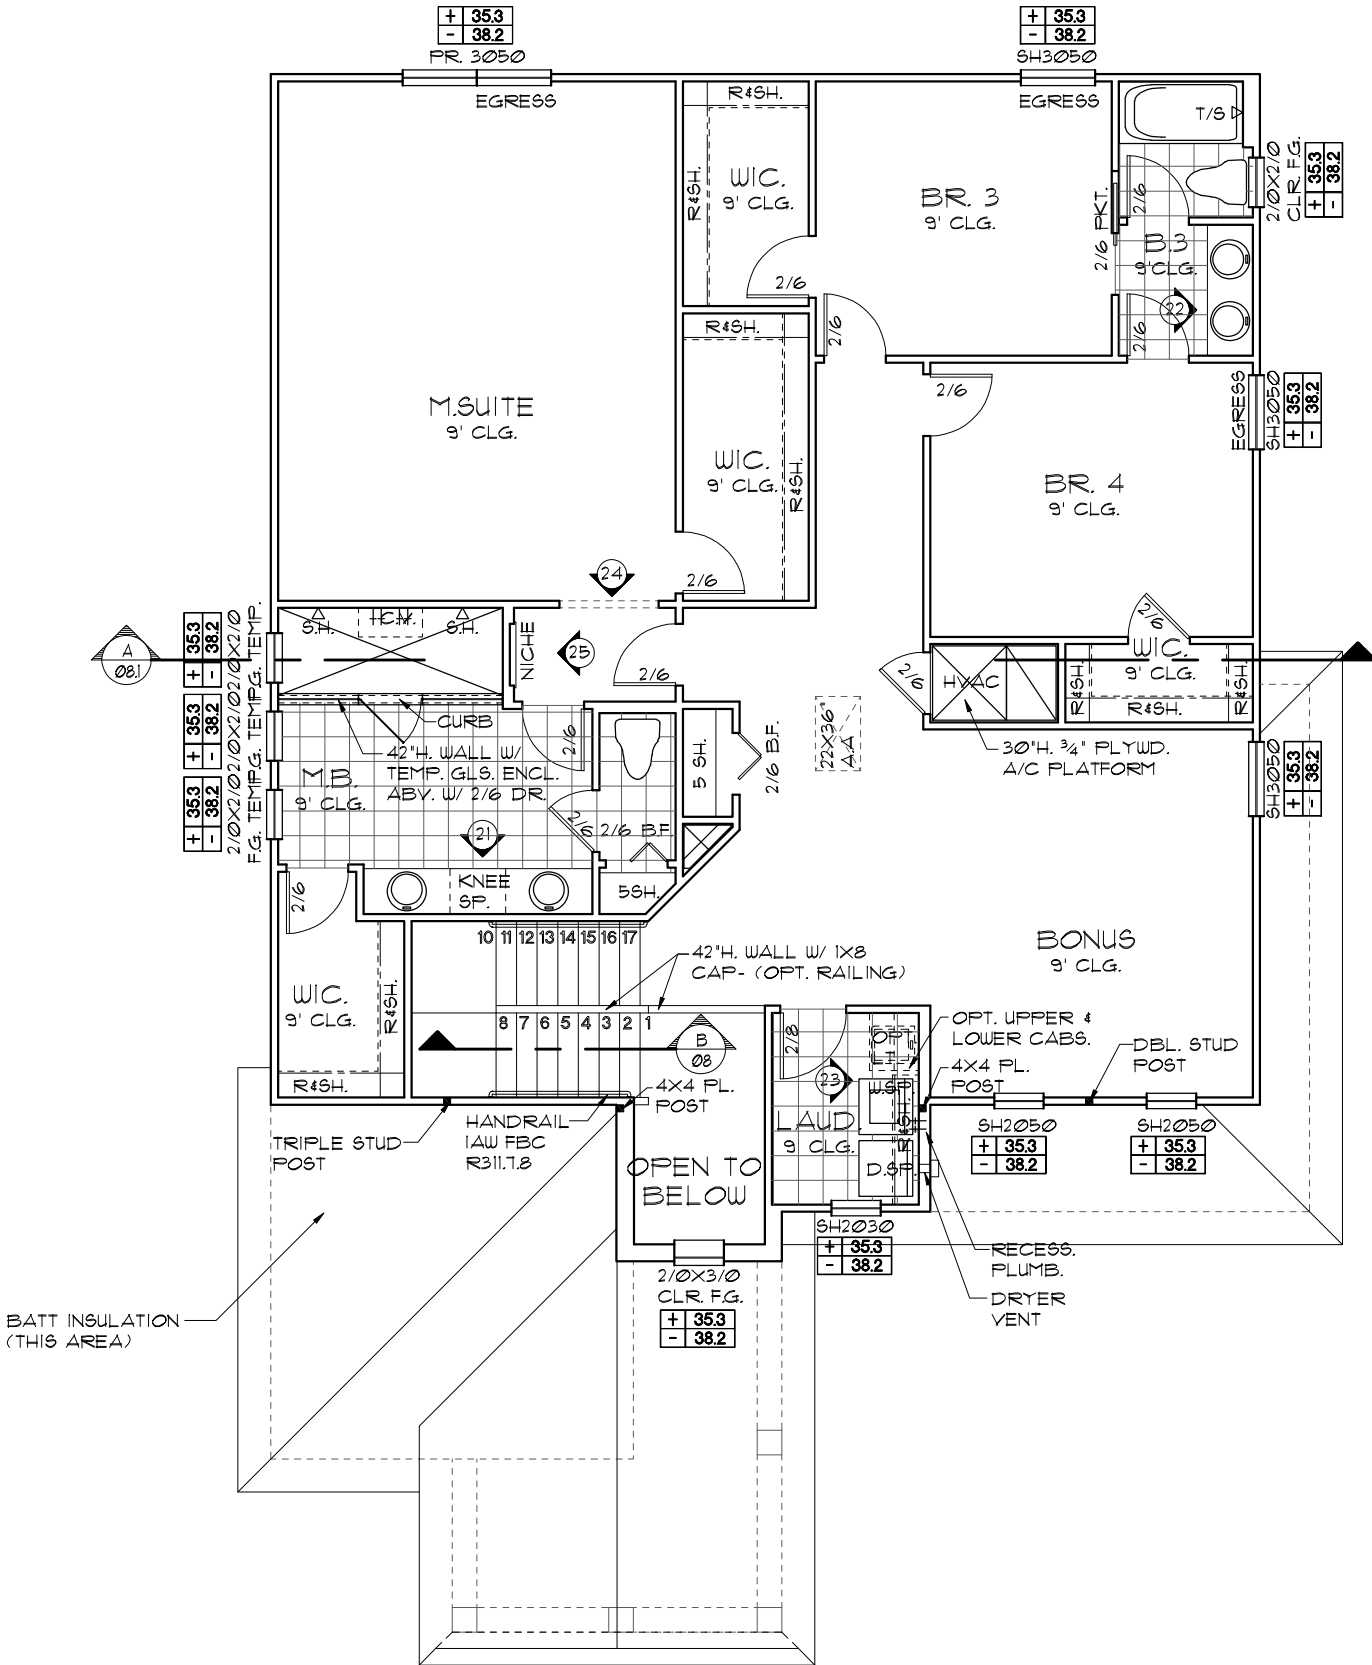 + 35.3
- 38.2
PR. 3050
EGRESS
+ 35.3
- 38.2
SH3050
EGRESS
R&SH.
R&SH.
WIC.
9' CLG.
2/6
BR. 3
9' CLG.
2/6
2/6 PKT.
T/S
2/6
B.3
9' CLG.
22
2/6
2/0X2/0
CLR. F.G.
+ 35.3
- 38.2
R&SH.
WIC.
9' CLG.
R&SH.
2/6
M.SUITE
9' CLG.
2/6
BR. 4
9' CLG.
EGRESS
SH3050
+ 35.3
- 38.2
24
25
NICHE
2/6
S.H.
S.H.
A
08.1
+ 35.3
- 38.2
+ 35.3
- 38.2
+ 35.3
- 38.2
2/0X2/0
2/0X2/0
2/0X2/0
F.G. TEMP.
F.G. TEMP.
F.G. TEMP.
CURB
42"H. WALL W/
TEMP. GLS. ENCL.
ABV. W/ 2/6 DR.
M.B.
9' CLG.
2/6
2/6
2/6 B.F.
21
KNEE
SP.
5SH.
5 SH.
2/6 B.F.
22X36"
A.A
2/6
HVAC
30"H. ¾" PLYWD.
A/C PLATFORM
2/6
WIC.
9' CLG.
R&SH.
R&SH.
R&SH.
SH3050
+ 35.3
- 38.2
2/6
WIC.
9' CLG.
R&SH.
R&SH.
10 11 12 13 14 15 16 17
8 7 6 5 4 3 2 1
42"H. WALL W/ 1X8
CAP- (OPT. RAILING)
B
08
BONUS
9' CLG.
2/8
OPT.
23
LAUD.
9' CLG.
R&SH.
D.SP.
OPT. UPPER &
LOWER CABS.
4X4 PL.
POST
DBL. STUD
POST
4X4 PL.
POST
HANDRAIL
IAW FBC
R311.7.8
TRIPLE STUD
POST
OPEN TO
BELOW
SH2050
+ 35.3
- 38.2
SH2050
+ 35.3
- 38.2
SH2030
+ 35.3
- 38.2
2/0X3/0
CLR. F.G.
+ 35.3
- 38.2
RECESS.
PLUMB.
DRYER
VENT
BATT INSULATION
(THIS AREA)